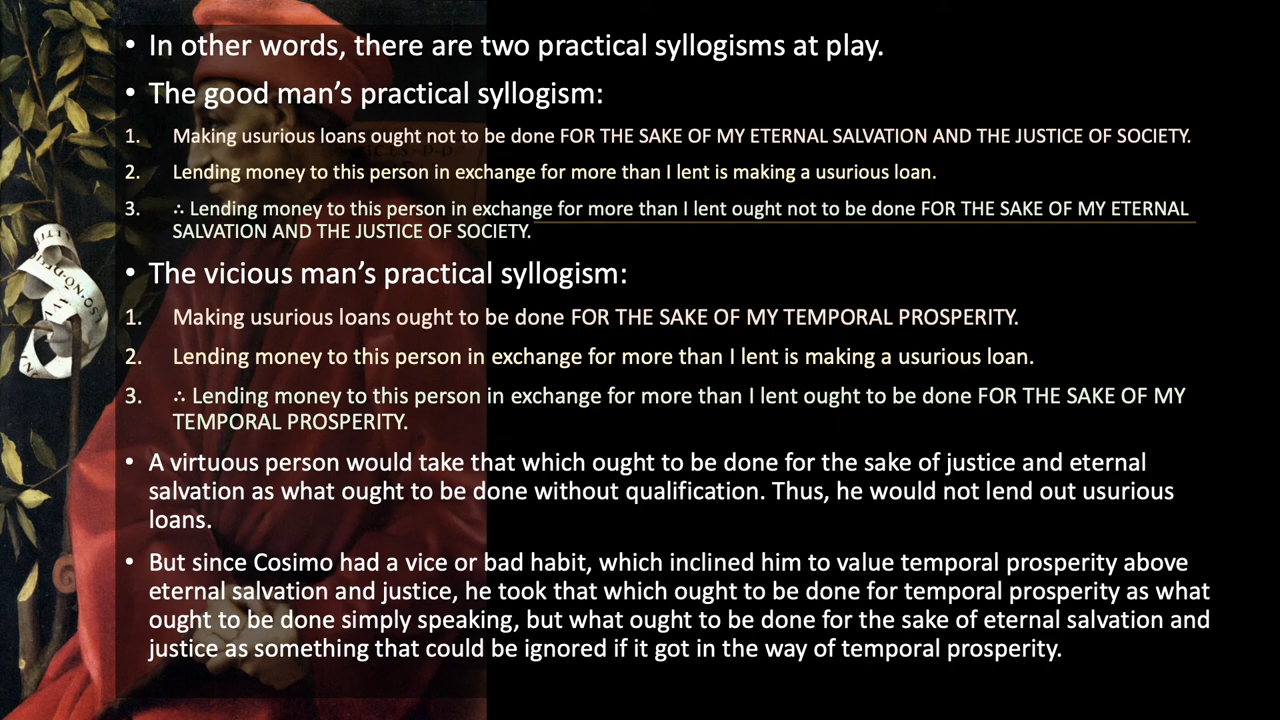 • In other words, there are two practical syllogisms at play.
• The good man's practical syllogism:
1. Making usurious loans ought not to be done FOR THE SAKE OF MY ETERNAL SALVATION AND THE JUSTICE OF SOCIETY.
2. Lending money to this person in exchange for more than I lent is making a usurious loan.
3. ∴ Lending money to this person in exchange for more than I lent ought not to be done FOR THE SAKE OF MY ETERNAL
SALVATION AND THE JUSTICE OF SOCIETY.
• The vicious man's practical syllogism:
1. Making usurious loans ought to be done FOR THE SAKE OF MY TEMPORAL PROSPERITY.
2. Lending money to this person in exchange for more than I lent is making a usurious loan.
3. ∴ Lending money to this person in exchange for more than I lent ought to be done FOR THE SAKE OF MY
TEMPORAL PROSPERITY.
• A virtuous person would take that which ought to be done for the sake of justice and eternal
salvation as what ought to be done without qualification. Thus, he would not lend out usurious
loans.
• But since Cosimo had a vice or bad habit, which inclined him to value temporal prosperity above
eternal salvation and justice, he took that which ought to be done for temporal prosperity as what
ought to be done simply speaking, but what ought to be done for the sake of eternal salvation and
justice as something that could be ignored if it got in the way of temporal prosperity.